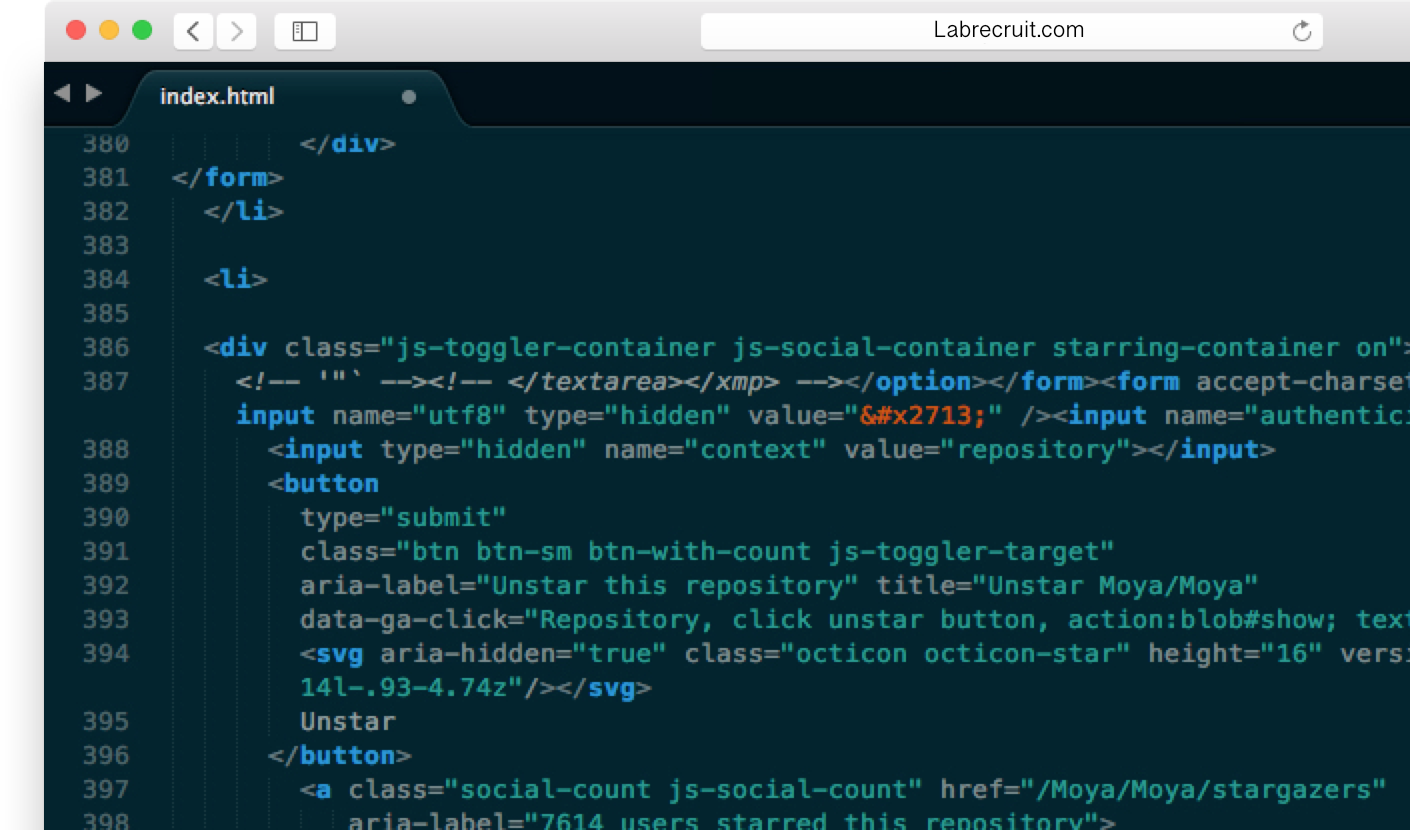 Labrecruit.com
index.html
380 </div>
381 </form>
382 </li>
383
384 <li>
385
386 <div class="js-toggler-container js-social-container starring-container on">
387 <!-- '"` --><!-- </textarea></xmp> --></option></form><form accept-charset
input name="utf8" type="hidden" value="&#x2713;" /><input name="authentici
388 <input type="hidden" name="context" value="repository"></input>
389 <button
390 type="submit"
391 class="btn btn-sm btn-with-count js-toggler-target"
392 aria-label="Unstar this repository" title="Unstar Moya/Moya"
393 data-ga-click="Repository, click unstar button, action:blob#show; text
394 <svg aria-hidden="true" class="octicon octicon-star" height="16" versi
14l-.93-4.74z"/></svg>
395 Unstar
396 </button>
397 <a class="social-count js-social-count" href="/Moya/Moya/stargazers"
398 aria-label="7614 users starred this repository">